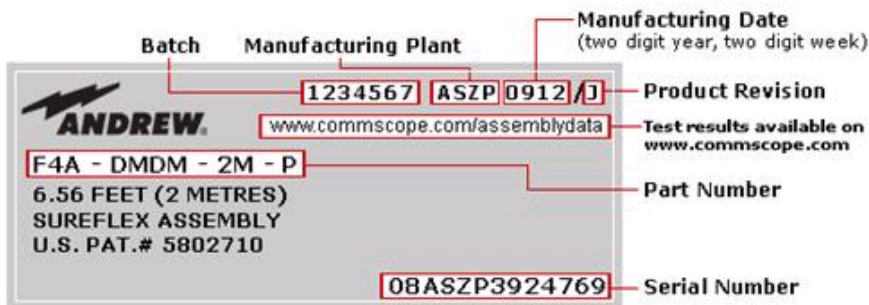 Manufacturing Date
(two digit year, two digit week)
Batch
Manufacturing Plant
1234567 ASZP 0912/J
Product Revision
ANDREW.
www.commscope.com/assemblydata
Test results available on
www.commscope.com
F4A - DMDM - 2M - P
Part Number
6.56 FEET (2 METRES)
SUREFLEX ASSEMBLY
U.S. PAT.# 5802710
08ASZP3924769
Serial Number